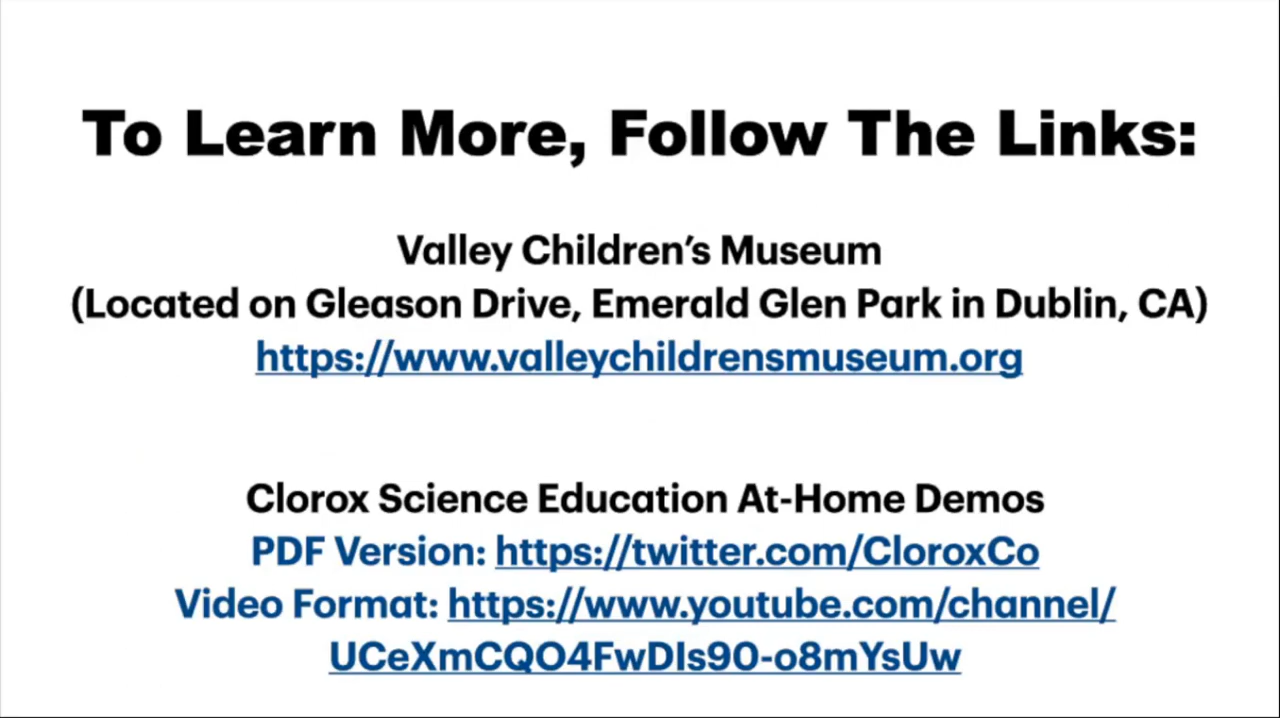 To Learn More, Follow The Links:
Valley Children’s Museum
(Located on Gleason Drive, Emerald Glen Park in Dublin, CA)
https://www.valleychildrensmuseum.org
Clorox Science Education At-Home Demos
PDF Version: https://twitter.com/CloroxCo
Video Format: https://www.youtube.com/channel/
UCeXmCQO4FwDIs90-o8mYsUw